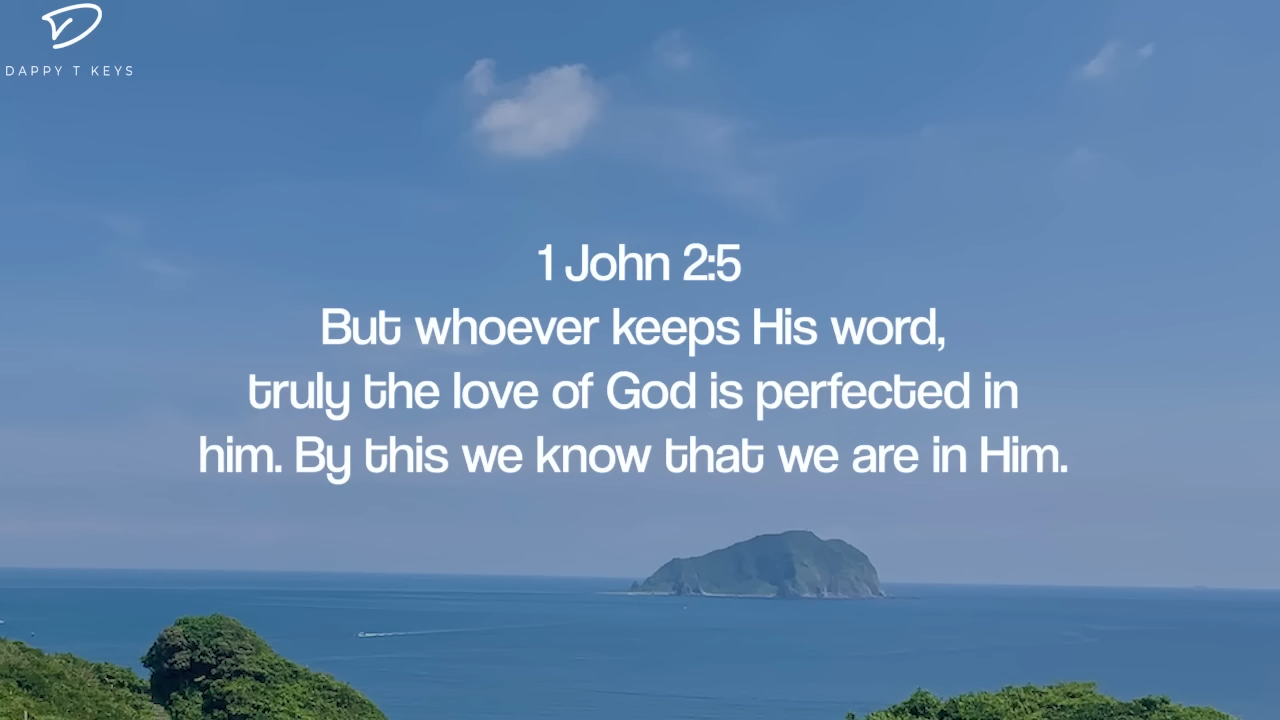 DAPPY T KEYS
1 John 2:5
But whoever keeps His word,
truly the love of God is perfected in
him. By this we know that we are in Him.